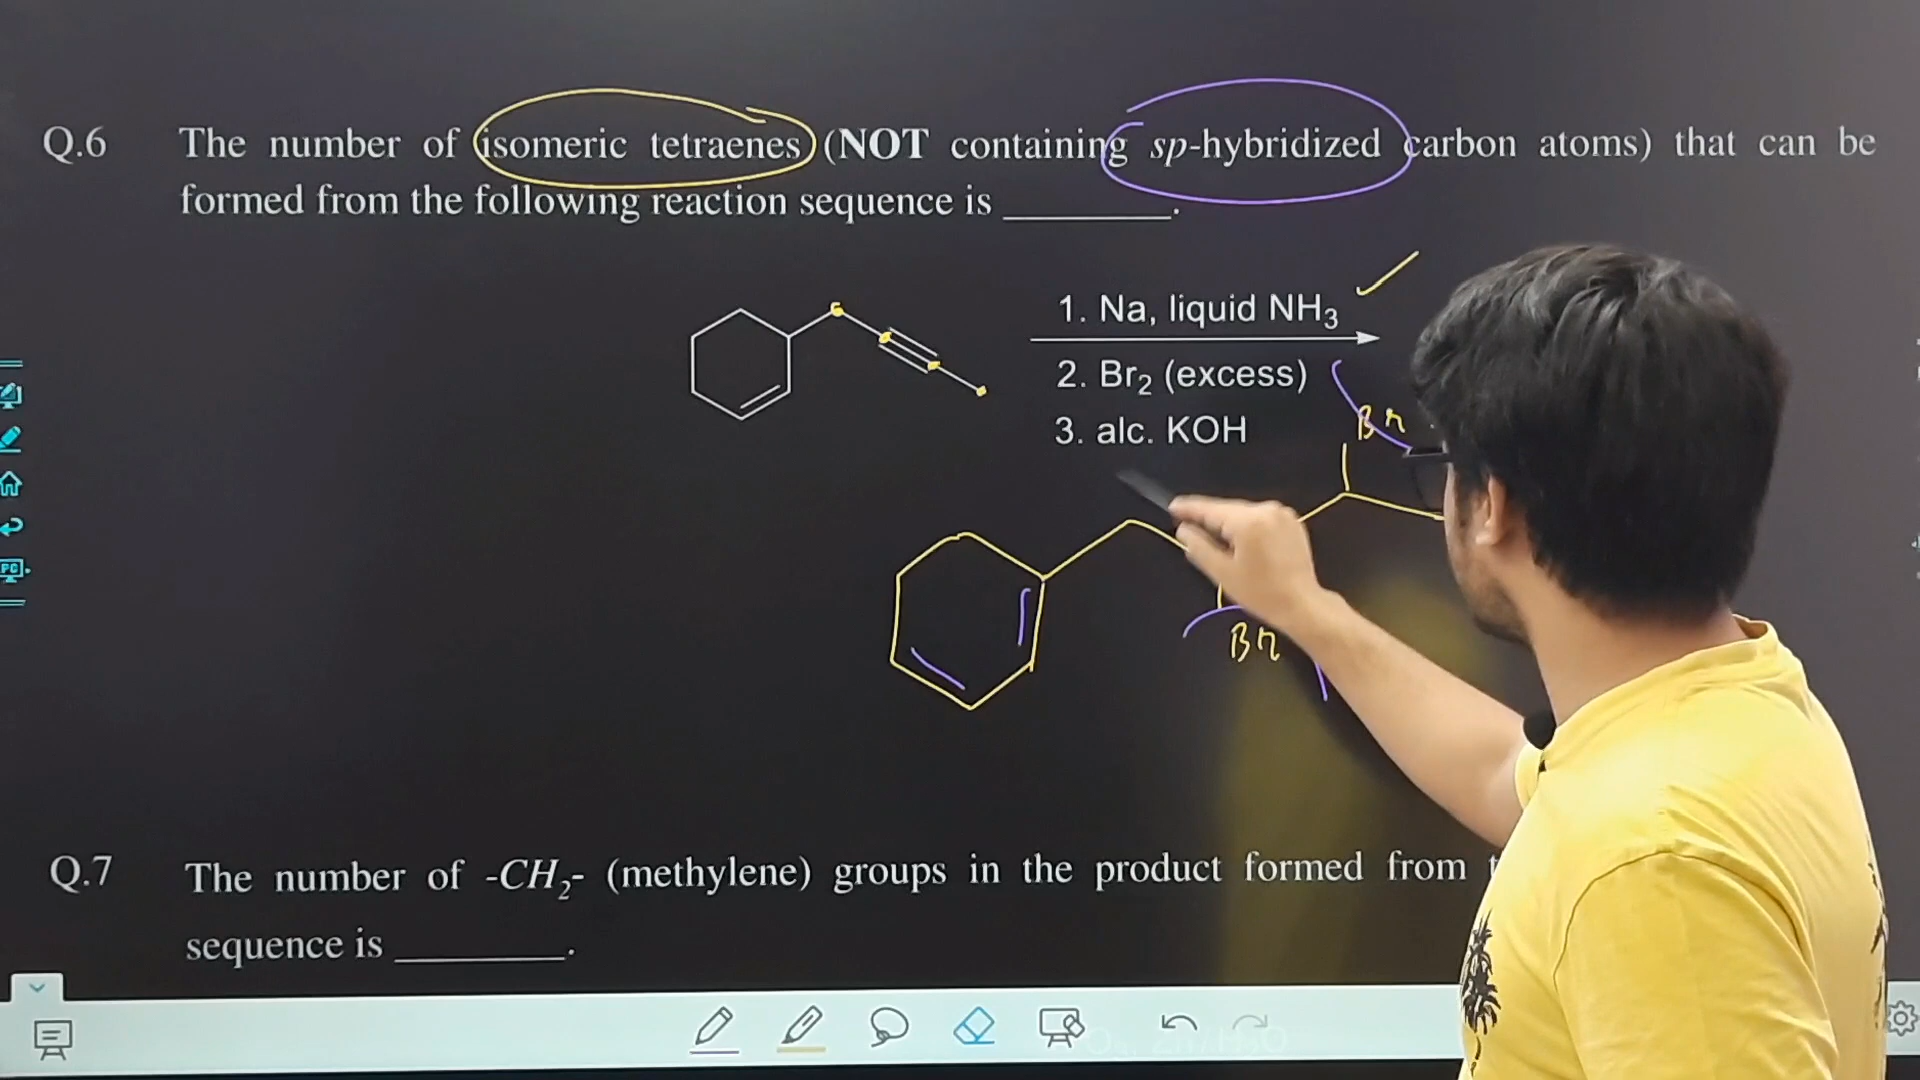 Q.6 The number of isomeric tetraenes (NOT containing sp-hybridized carbon atoms) that can be
formed from the following reaction sequence is ________.
1. Na, liquid NH3
2. Br2 (excess)
3. alc. KOH
Br
Br
Q.7 The number of -CH2- (methylene) groups in the product formed from
sequence is ________.
PC